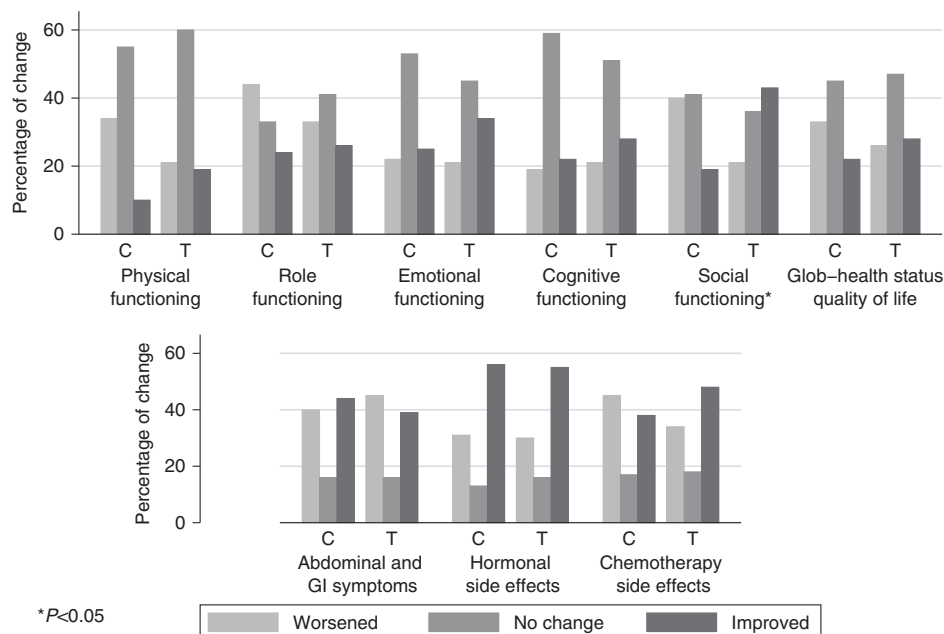 Percentage of change
60
40
20
0
C T C T C T C T C T C T
Physical functioning
Role functioning
Emotional functioning
Cognitive functioning
Social functioning*
Glob–health status quality of life
Percentage of change
60
40
20
0
C T C T C T
Abdominal and GI symptoms
Hormonal side effects
Chemotherapy side effects
*P<0.05
Worsened No change Improved